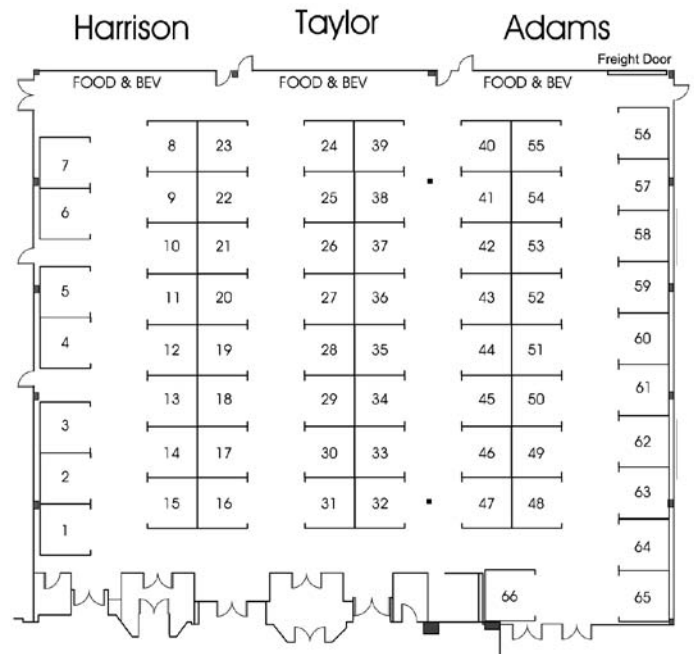 Harrison Taylor Adams
Freight Door
FOOD & BEV FOOD & BEV FOOD & BEV
56
7 8 23 24 39 40 55
57
6 9 22 25 38 41 54
58
10 21 26 37 42 53
5 11 20 27 36 43 52 59
4 12 19 28 35 44 51 60
61
3 13 18 29 34 45 50
62
2 14 17 30 33 46 49
63
1 15 16 31 32 47 48
64
66 65